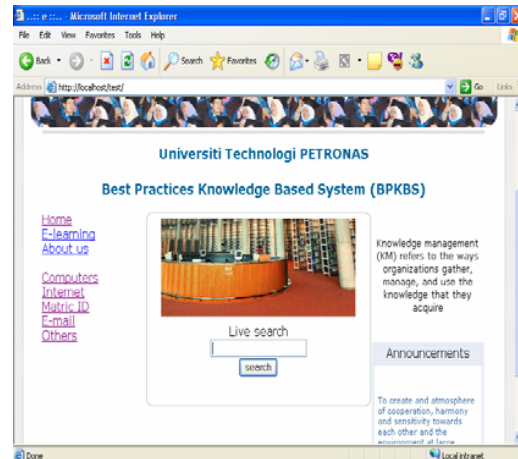 ..:: e ::.. - Microsoft Internet Explorer
File Edit View Favorites Tools Help
Back Search Favorites
Address http://localhost/test/ Go Links
Universiti Technologi PETRONAS
Best Practices Knowledge Based System (BPKBS)
Home
E-learning
About us
Computers
Internet
Matric ID
E-mail
Others
Live search
search
Knowledge management
(KM) refers to the ways
organizations gather,
manage, and use the
knowledge that they
acquire
Announcements
To create and atmosphere
of cooperation, harmony
and sensitivity towards
each other and the
environment at large
Done Local intranet